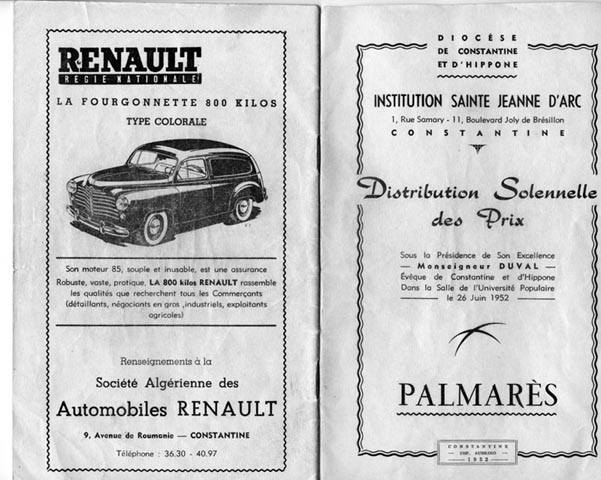 RENAULT
REGIE NATIONALE
LA FOURGONNETTE 800 KILOS
TYPE COLORALE
Son moteur 85, souple et inusable, est une assurance
Robuste, vaste, pratique, LA 800 kilos RENAULT rassemble
les qualités que recherchent tous les Commerçants
(détaillants, négociants en gros ,industriels, exploitants
agricoles)
Renseignements à la
Société Algérienne des
Automobiles RENAULT
9, Avenue de Roumanie — CONSTANTINE
Téléphone : 36.30 - 40.97
DIOCÈSE
DE CONSTANTINE
ET D'HIPPONE
INSTITUTION SAINTE JEANNE D'ARC
1, Rue Samary - 11, Boulevard Joly de Brésillon
CONSTANTINE
Distribution Solennelle
des Prix
Sous la Présidence de Son Excellence
— Monseigneur DUVAL —
Évêque de Constantine et d'Hippone
Dans la Salle de l'Université Populaire
le 26 Juin 1952
PALMARÈS
CONSTANTINE
IMP. AUBRINO
— 1952 —